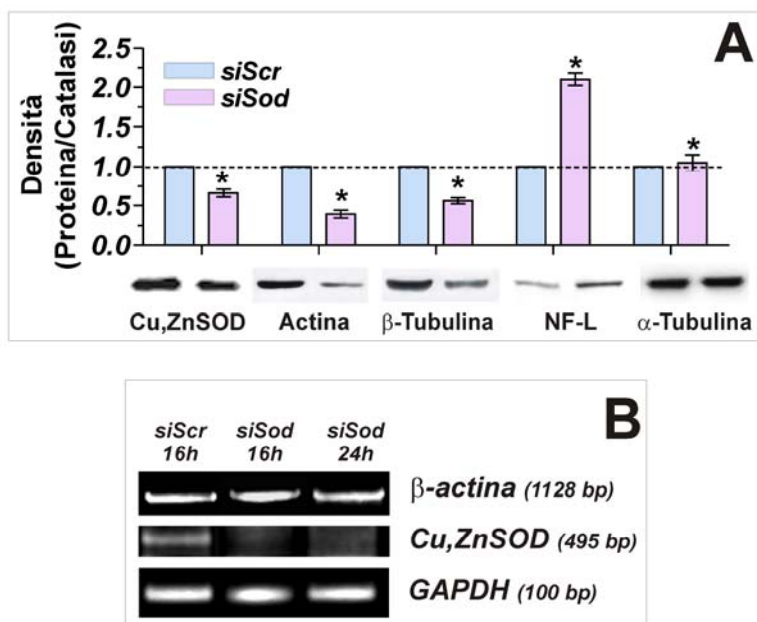 A
Densità
(Proteina/Catalasi)
2.5
2.0
1.5
1.0
0.5
0.0
siScr
siSod
* * * * *
Cu,ZnSOD Actina β-Tubulina NF-L α-Tubulina
B
siScr siSod siSod
16h 16h 24h
β-actina (1128 bp)
Cu,ZnSOD (495 bp)
GAPDH (100 bp)